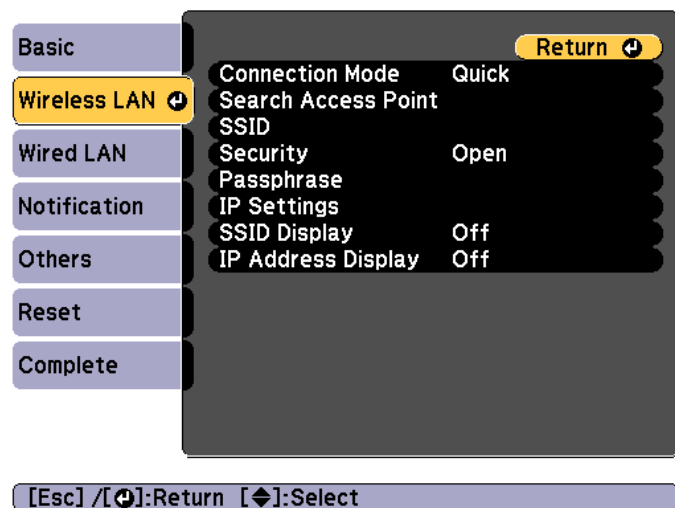 Basic
Wireless LAN
Wired LAN
Notification
Others
Reset
Complete
Return
Connection Mode Quick
Search Access Point
SSID
Security Open
Passphrase
IP Settings
SSID Display Off
IP Address Display Off
[Esc] /[⏎]:Return [◆]:Select